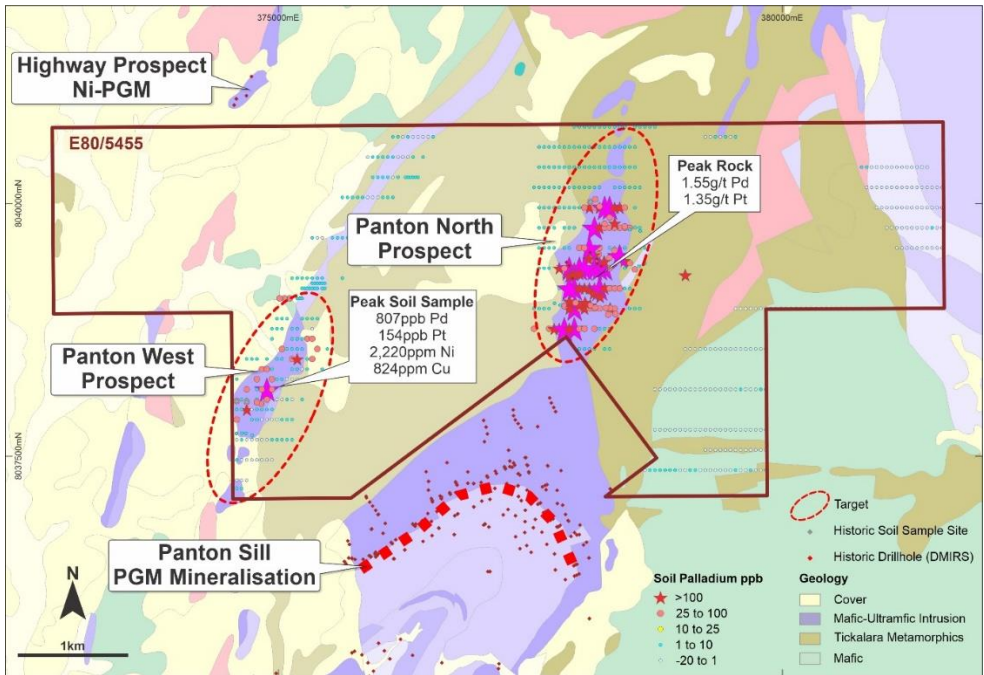 375000mE
380000mE
Highway Prospect
Ni-PGM
E80/5455
8040000mN
Peak Rock
1.55g/t Pd
1.35g/t Pt
Panton North
Prospect
Peak Soil Sample
807ppb Pd
154ppb Pt
2,220ppm Ni
824ppm Cu
Panton West
Prospect
8037500mN
Panton Sill
PGM Mineralisation
N
1km
Target
Historic Soil Sample Site
Historic Drillhole (DMIRS)
Soil Palladium ppb
>100
25 to 100
10 to 25
1 to 10
-20 to 1
Geology
Cover
Mafic-Ultramfic Intrusion
Tickalara Metamorphics
Mafic